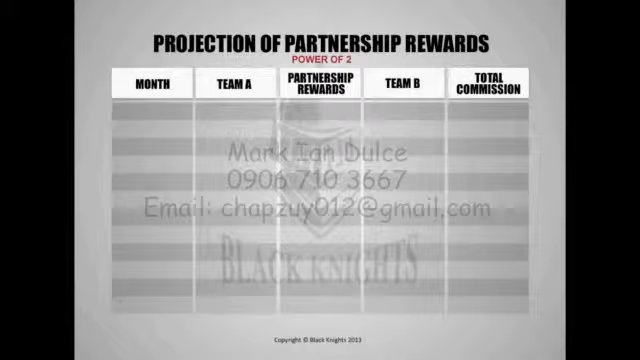 PROJECTION OF PARTNERSHIP REWARDS
POWER OF 2
MONTH TEAM A PARTNERSHIP REWARDS TEAM B TOTAL COMMISSION
Mark Ian Dulce
0906 710 3667
Email: chapzuy012@gmail.com
BLACK KNIGHTS
Copyright © Black Knights 2013